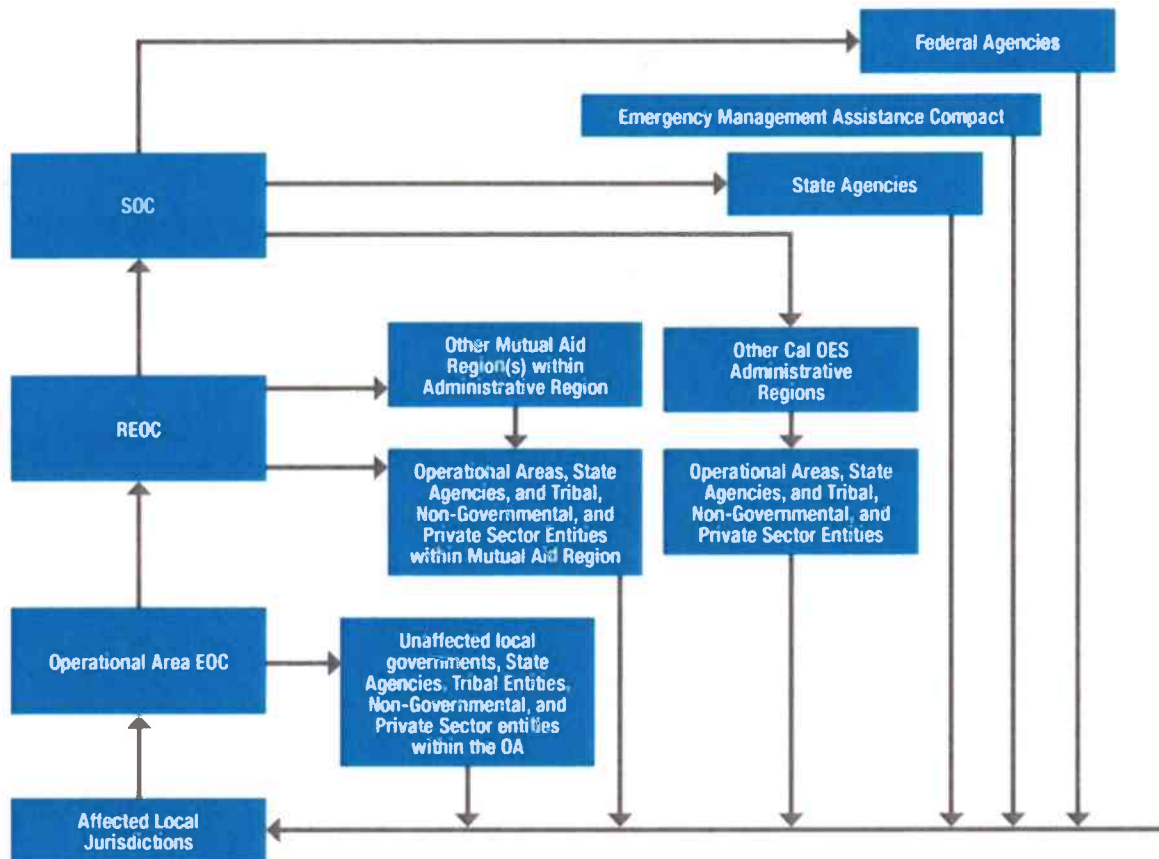 Federal Agencies
Emergency Management Assistance Compact
SOC
State Agencies
Other Mutual Aid
Region(s) within
Administrative Region
Other Cal OES
Administrative
Regions
REOC
Operational Areas, State
Agencies, and Tribal,
Non-Governmental, and
Private Sector Entities
within Mutual Aid Region
Operational Areas, State
Agencies, and Tribal,
Non-Governmental, and
Private Sector Entities
Operational Area EOC
Unaffected local
governments, State
Agencies, Tribal Entities,
Non-Governmental, and
Private Sector entities
within the OA
Affected Local
Jurisdictions